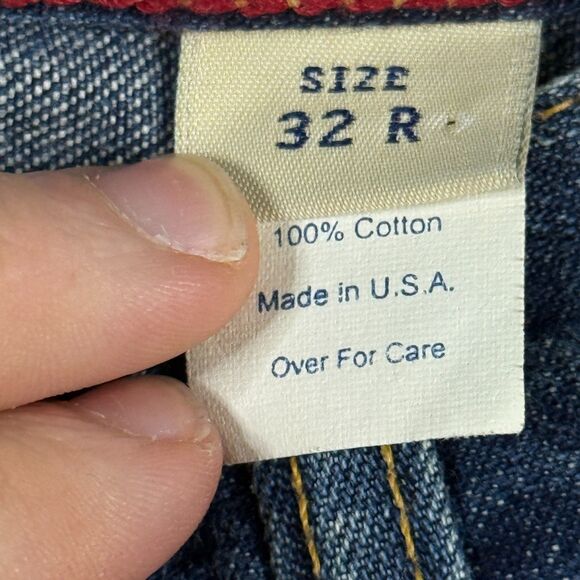 SIZE
32 R
100% Cotton
Made in U.S.A.
Over For Care